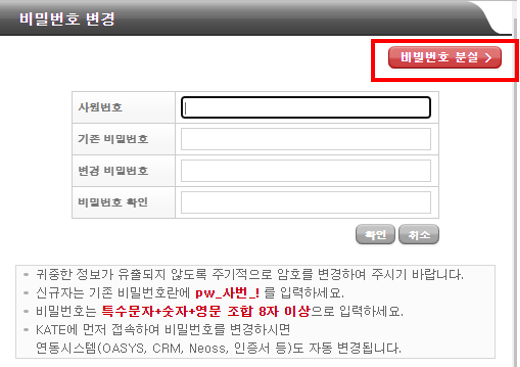 비밀번호 변경
비밀번호 분실 >
사원번호
기존 비밀번호
변경 비밀번호
비밀번호 확인
확인 취소
귀중한 정보가 유출되지 않도록 주기적으로 암호를 변경하여 주시기 바랍니다.
신규자는 기존 비밀번호란에 pw_사번_! 를 입력하세요.
비밀번호는 특수문자+숫자+영문 조합 8자 이상으로 입력하세요.
KATE에 먼저 접속하여 비밀번호를 변경하시면
연동시스템(OASYS, CRM, Neoss, 인증서 등)도 자동 변경됩니다.